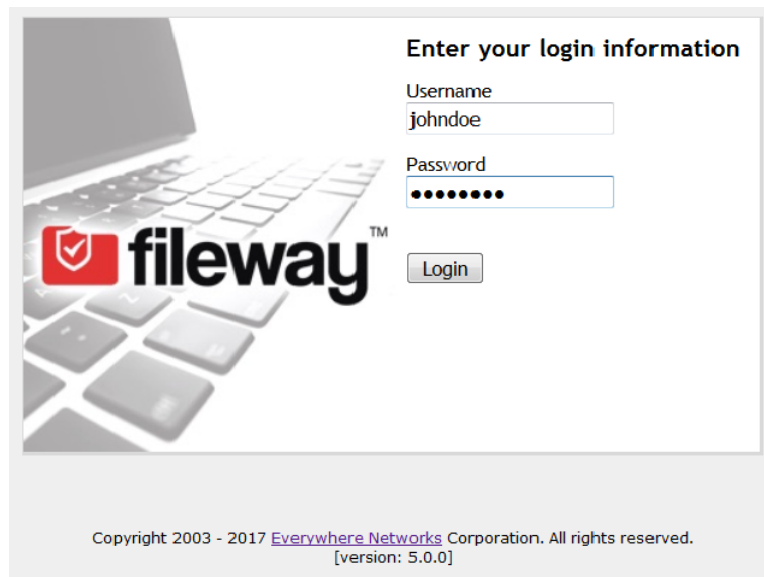 Enter your login information
Username
johndoe
Password
••••••••
fileway™
Login
Copyright 2003 - 2017 Everywhere Networks Corporation. All rights reserved.
[version: 5.0.0]